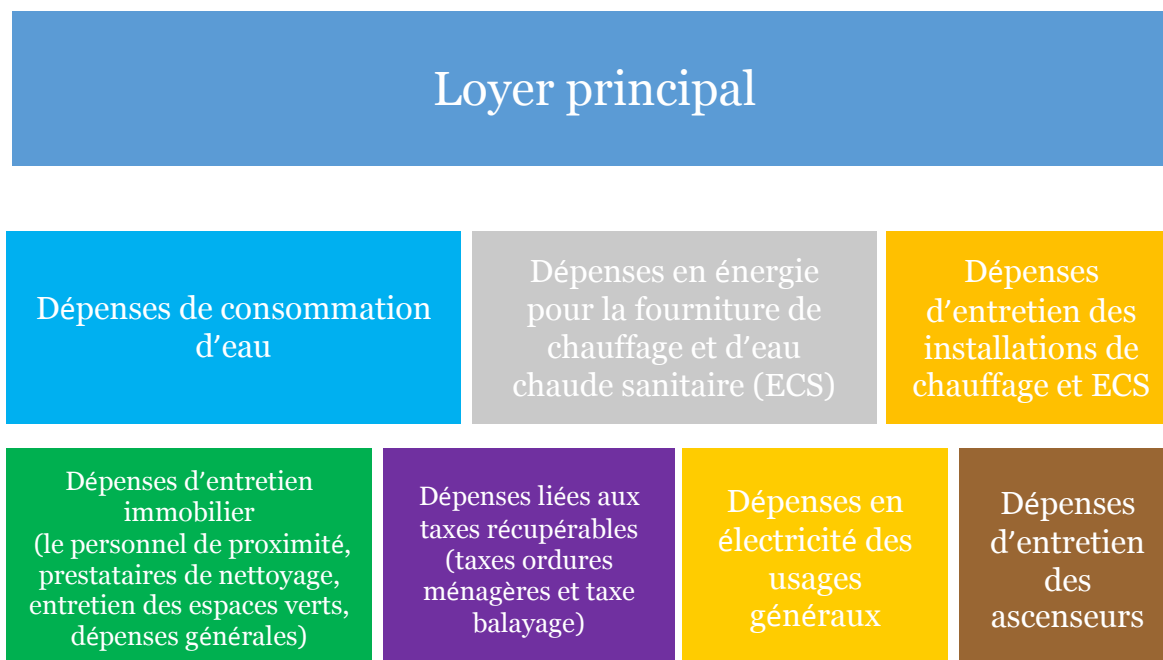 Loyer principal
Dépenses de consommation
d’eau
Dépenses en énergie
pour la fourniture de
chauffage et d’eau
chaude sanitaire (ECS)
Dépenses
d’entretien des
installations de
chauffage et ECS
Dépenses d’entretien
immobilier
(le personnel de proximité,
prestataires de nettoyage,
entretien des espaces verts,
dépenses générales)
Dépenses liées aux
taxes récupérables
(taxes ordures
ménagères et taxe
balayage)
Dépenses en
électricité des
usages
généraux
Dépenses
d’entretien
des
ascenseurs